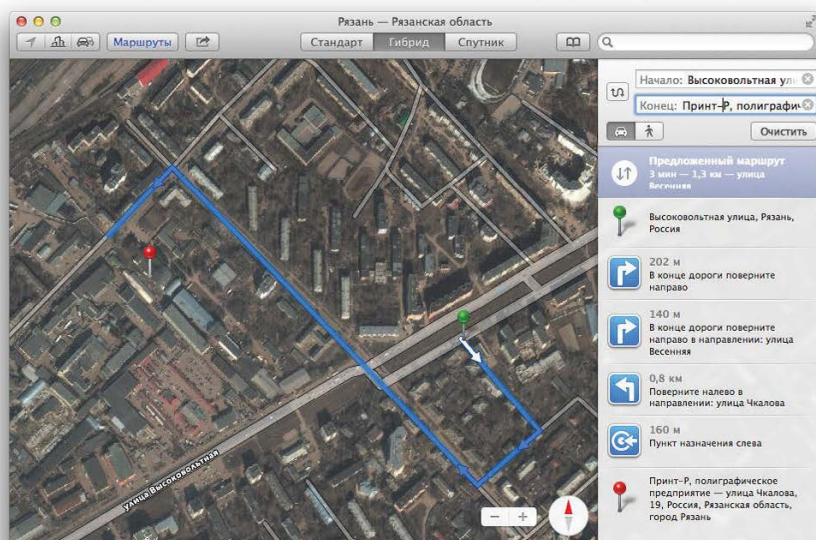 Рязань — Рязанская область
Маршруты
Стандарт
Гибрид
Спутник
Начало: Высоковольтная ул
Конец: Принт-Р, полиграфич
Очистить
Предложенный маршрут
3 мин — 1,3 км — улица
Весенняя
Высоковольтная улица, Рязань,
Россия
202 м
В конце дороги поверните
направо
140 м
В конце дороги поверните
направо в направлении: улица
Весенняя
0,8 км
Поверните налево в
направлении: улица Чкалова
160 м
Пункт назначения слева
Принт-Р, полиграфическое
предприятие — улица Чкалова,
19, Россия, Рязанская область,
город Рязань
улица Высоковольтная